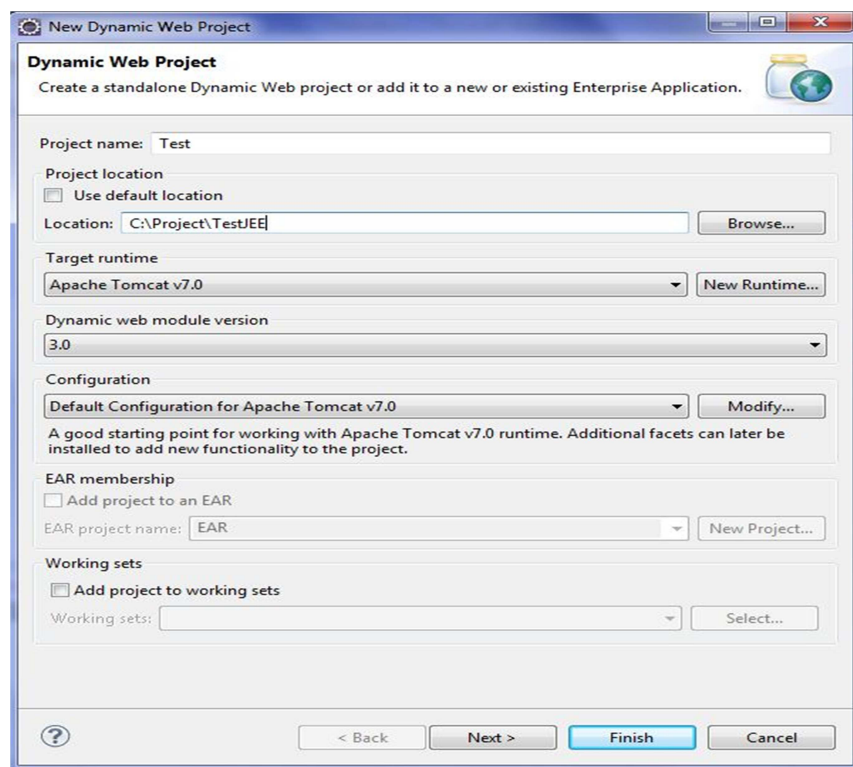 New Dynamic Web Project
Dynamic Web Project
Create a standalone Dynamic Web project or add it to a new or existing Enterprise Application.
Project name: Test
Project location
Use default location
Location: C:\Project\TestJEE Browse...
Target runtime
Apache Tomcat v7.0 New Runtime...
Dynamic web module version
3.0
Configuration
Default Configuration for Apache Tomcat v7.0 Modify...
A good starting point for working with Apache Tomcat v7.0 runtime. Additional facets can later be
installed to add new functionality to the project.
EAR membership
Add project to an EAR
EAR project name: EAR New Project...
Working sets
Add project to working sets
Working sets: Select...
? < Back Next > Finish Cancel